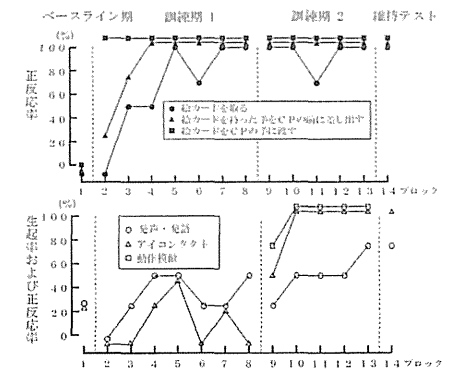 ベースライン期 訓練期1 訓練期2 維持テスト
(%)
100
80
60
40
20
0
正反応率
絵カードを取る
絵カードを持った手をCPの前に差し出す
絵カードをCPの手に渡す
1 2 3 4 5 6 7 8 9 10 11 12 13 14 ブロック
(%)
100
80
60
40
20
0
生起率および正反応率
発声・発話
アイコンタクト
動作模倣
1 2 3 4 5 6 7 8 9 10 11 12 13 14 ブロック